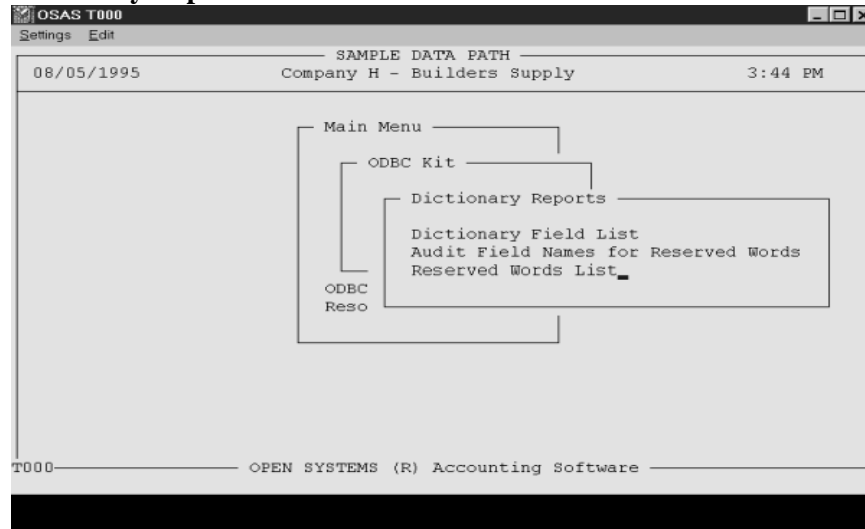 OSAS T000
Settings Edit
SAMPLE DATA PATH
08/05/1995 Company H - Builders Supply 3:44 PM
Main Menu
ODBC Kit
Dictionary Reports
Dictionary Field List
Audit Field Names for Reserved Words
Reserved Words List
ODBC
Reso
T000 OPEN SYSTEMS (R) Accounting Software